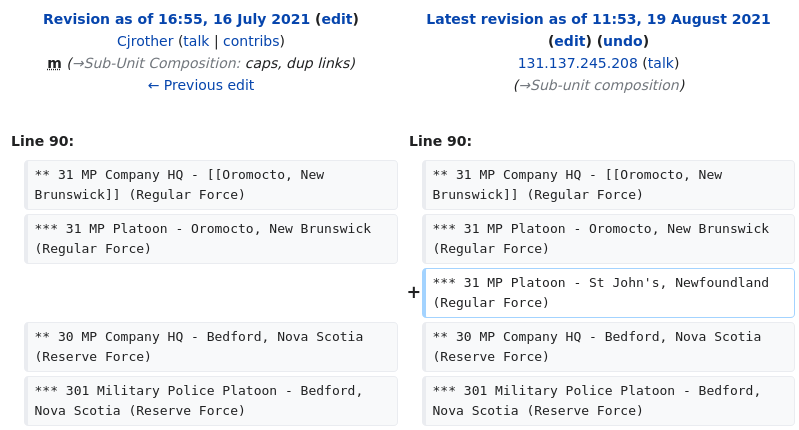 Revision as of 16:55, 16 July 2021 (edit)
Cjrother (talk | contribs)
m (→Sub-Unit Composition: caps, dup links)
← Previous edit
Latest revision as of 11:53, 19 August 2021
(edit) (undo)
131.137.245.208 (talk)
(→Sub-unit composition)
Line 90:
Line 90:
** 31 MP Company HQ - [[Oromocto, New
Brunswick]] (Regular Force)
** 31 MP Company HQ - [[Oromocto, New
Brunswick]] (Regular Force)
*** 31 MP Platoon - Oromocto, New Brunswick
(Regular Force)
*** 31 MP Platoon - Oromocto, New Brunswick
(Regular Force)
+
*** 31 MP Platoon - St John's, Newfoundland
(Regular Force)
** 30 MP Company HQ - Bedford, Nova Scotia
(Reserve Force)
** 30 MP Company HQ - Bedford, Nova Scotia
(Reserve Force)
*** 301 Military Police Platoon - Bedford,
Nova Scotia (Reserve Force)
*** 301 Military Police Platoon - Bedford,
Nova Scotia (Reserve Force)